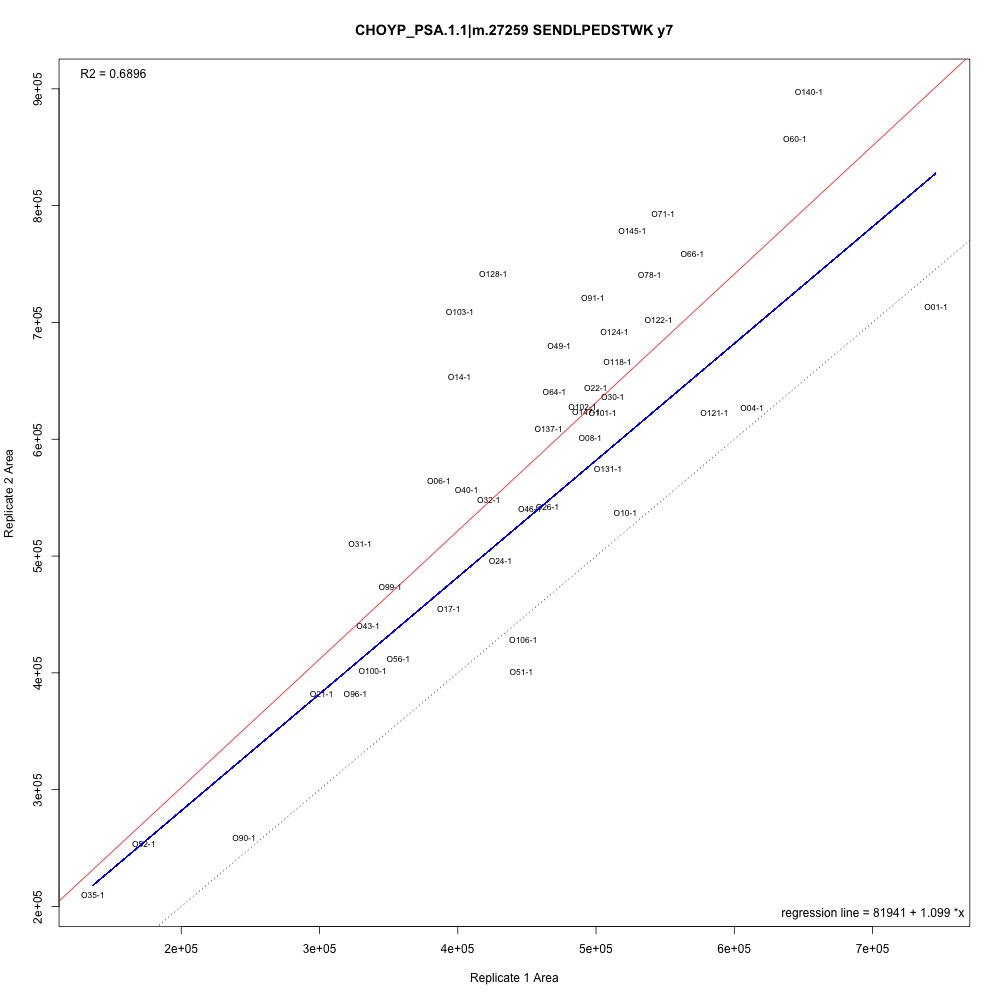 CHOYP_PSA.1.1|m.27259 SENDLPEDSTWK y7
R2 = 0.6896
9e+05
8e+05
7e+05
6e+05
5e+05
4e+05
3e+05
2e+05
Replicate 2 Area
O140-1
O60-1
O71-1
O145-1
O66-1
O128-1
O78-1
O91-1
O103-1
O01-1
O122-1
O124-1
O49-1
O118-1
O14-1
O22-1
O64-1
O30-1
O102-1
O04-1
O101-1
O121-1
O137-1
O08-1
O131-1
O06-1
O40-1
O32-1
O46-1
O26-1
O10-1
O31-1
O24-1
O99-1
O17-1
O43-1
O106-1
O56-1
O100-1
O51-1
O21-1
O96-1
O90-1
O92-1
O35-1
regression line = 81941 + 1.099 *x
2e+05
3e+05
4e+05
5e+05
6e+05
7e+05
Replicate 1 Area